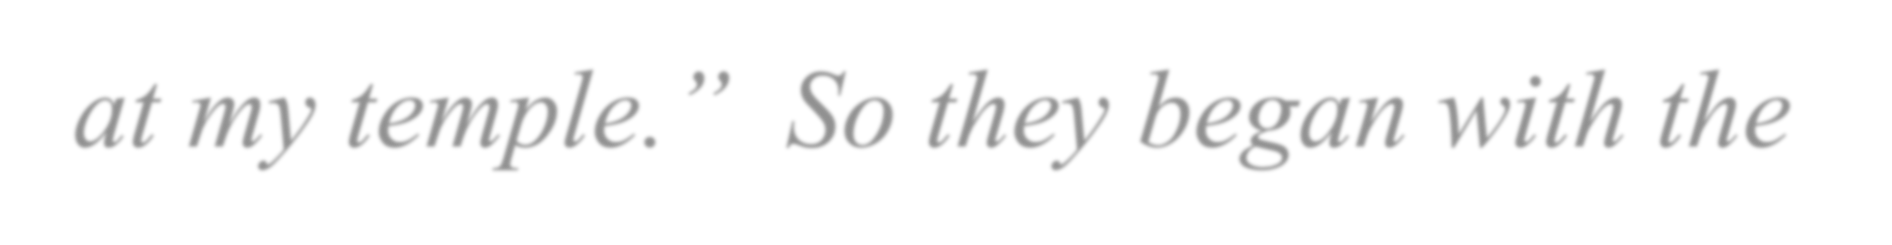 at my temple.” So they began with the